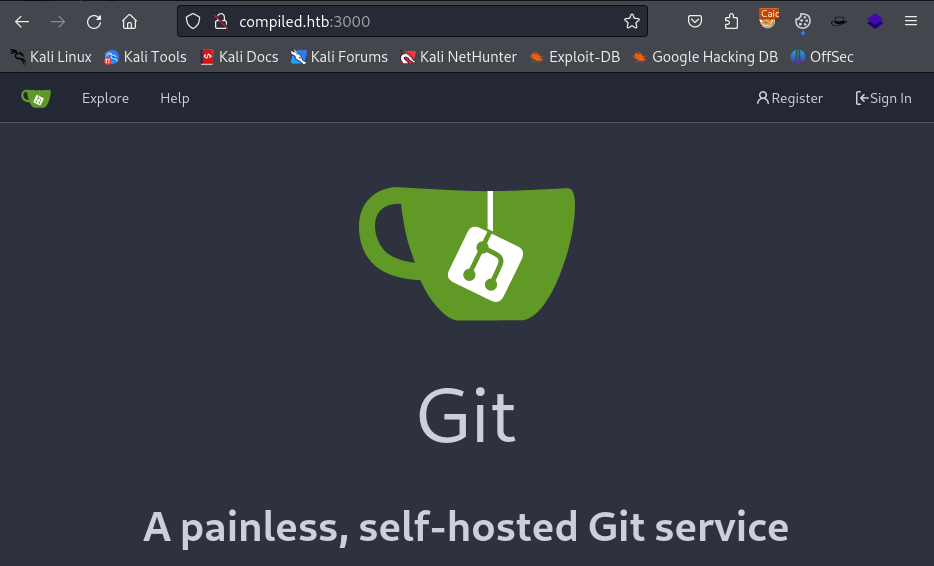 compiled.htb:3000
Caic
Kali Linux Kali Tools Kali Docs Kali Forums Kali NetHunter Exploit-DB Google Hacking DB OffSec
Explore Help Register Sign In
Git
A painless, self-hosted Git service